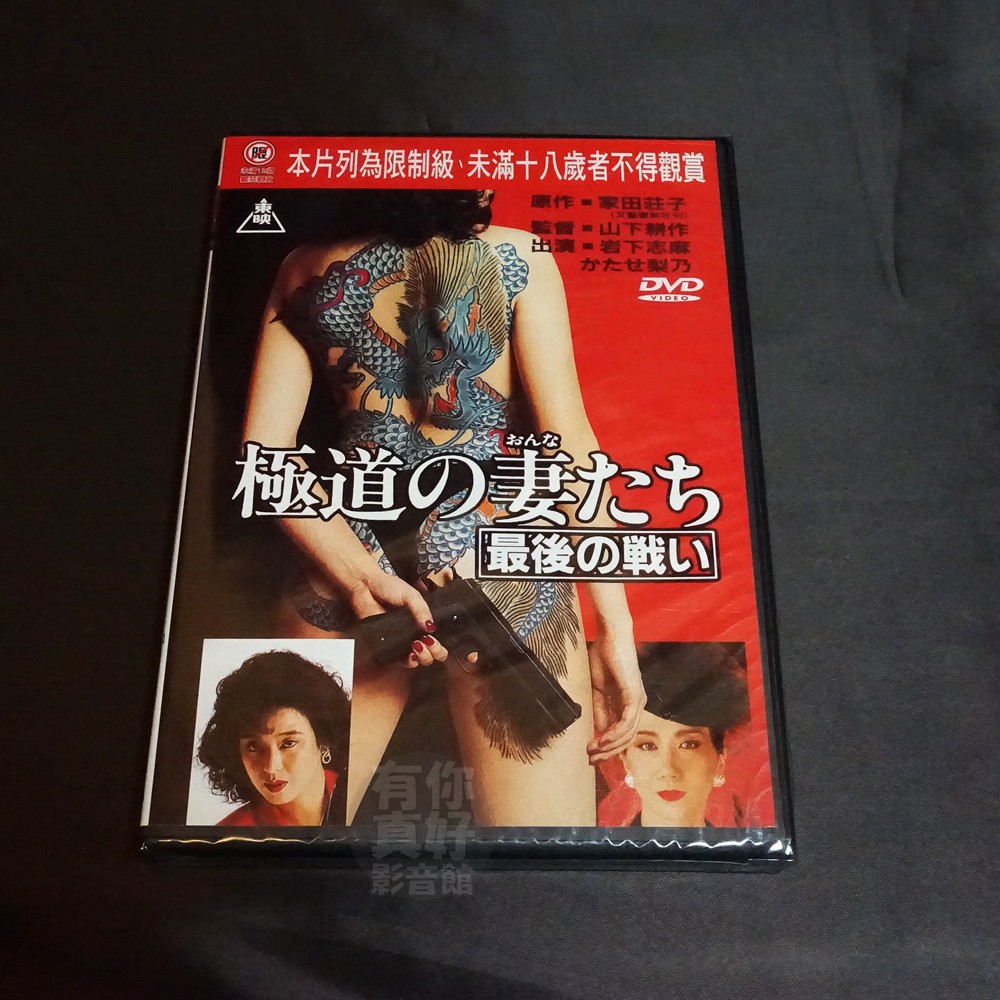 限
本片列為限制級、未滿十八歲者不得觀賞
東映
原作■家田荘子
(文藝春秋社刊)
監督■山下耕作
出演■岩下志麻
かたせ梨乃
DVD
VIDEO
おんな
極道の妻たち
最後の戦い
有你
真好
影音館